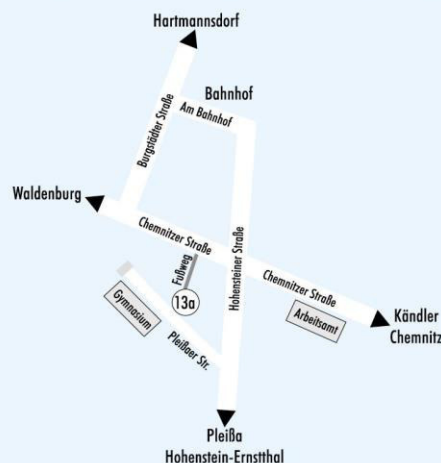 Hartmannsdorf
Bahnhof
Am Bahnhof
Burgstädter Straße
Waldenburg
Chemnitzer Straße
Fußweg
13a
Hohensteiner Straße
Chemnitzer Straße
Gymnasium
Pleißaer Str.
Arbeitsamt
Kändler
Chemnitz
Pleißa
Hohenstein-Ernstthal